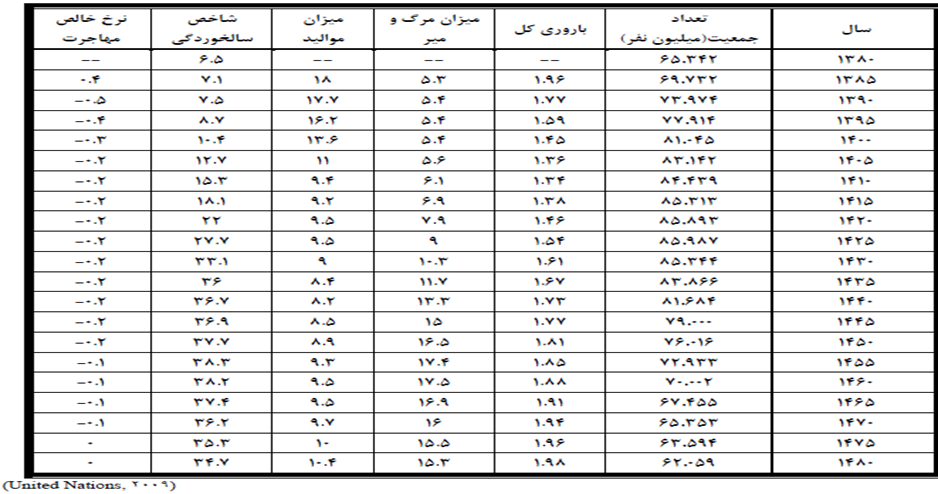 سال تعداد جمعیت(میلیون نفر) باروری کل میزان مرگ و میر میزان موالید شاخص سالخوردگی نرخ خالص مهاجرت
۱۳۸۰ ۶۵.۳۴۲ -- -- -- ۶.۵ --
۱۳۸۵ ۶۹.۷۳۲ ۱.۹۶ ۵.۳ ۱۸ ۷.۱ ۰.۴
۱۳۹۰ ۷۳.۹۷۴ ۱.۷۷ ۵.۴ ۱۷.۷ ۷.۵ -۰.۵
۱۳۹۵ ۷۷.۹۱۴ ۱.۵۹ ۵.۴ ۱۶.۲ ۸.۷ -۰.۴
۱۴۰۰ ۸۱.۰۴۵ ۱.۴۵ ۵.۴ ۱۳.۶ ۱۰.۴ -۰.۳
۱۴۰۵ ۸۳.۱۴۲ ۱.۳۶ ۵.۶ ۱۱ ۱۲.۷ -۰.۲
۱۴۱۰ ۸۴.۴۳۹ ۱.۳۴ ۶.۱ ۹.۴ ۱۵.۳ -۰.۲
۱۴۱۵ ۸۵.۳۱۳ ۱.۳۸ ۶.۹ ۹.۲ ۱۸.۱ -۰.۲
۱۴۲۰ ۸۵.۸۹۳ ۱.۴۶ ۷.۹ ۹.۵ ۲۲ -۰.۲
۱۴۲۵ ۸۵.۹۸۷ ۱.۵۴ ۹ ۹.۵ ۲۷.۷ -۰.۲
۱۴۳۰ ۸۵.۳۴۴ ۱.۶۱ ۱۰.۳ ۹ ۳۳.۱ -۰.۲
۱۴۳۵ ۸۳.۸۶۶ ۱.۶۷ ۱۱.۷ ۸.۴ ۳۶ -۰.۲
۱۴۴۰ ۸۱.۶۸۴ ۱.۷۳ ۱۳.۳ ۸.۲ ۳۶.۷ -۰.۲
۱۴۴۵ ۷۹.۰۰۰ ۱.۷۷ ۱۵ ۸.۵ ۳۶.۹ -۰.۲
۱۴۵۰ ۷۶.۰۱۶ ۱.۸۱ ۱۶.۵ ۸.۹ ۳۷.۷ -۰.۲
۱۴۵۵ ۷۲.۹۳۳ ۱.۸۵ ۱۷.۴ ۹.۳ ۳۸.۳ -۰.۱
۱۴۶۰ ۷۰.۰۰۲ ۱.۸۸ ۱۷.۵ ۹.۵ ۳۸.۲ -۰.۱
۱۴۶۵ ۶۷.۴۵۵ ۱.۹۱ ۱۶.۹ ۹.۵ ۳۷.۴ -۰.۱
۱۴۷۰ ۶۵.۳۵۳ ۱.۹۴ ۱۶ ۹.۷ ۳۶.۲ -۰.۱
۱۴۷۵ ۶۳.۵۹۴ ۱.۹۶ ۱۵.۵ ۱۰ ۳۵.۳ ۰
۱۴۸۰ ۶۲.۰۵۹ ۱.۹۸ ۱۵.۳ ۱۰.۴ ۳۴.۷ ۰
(United Nations, ۲۰۰۹)